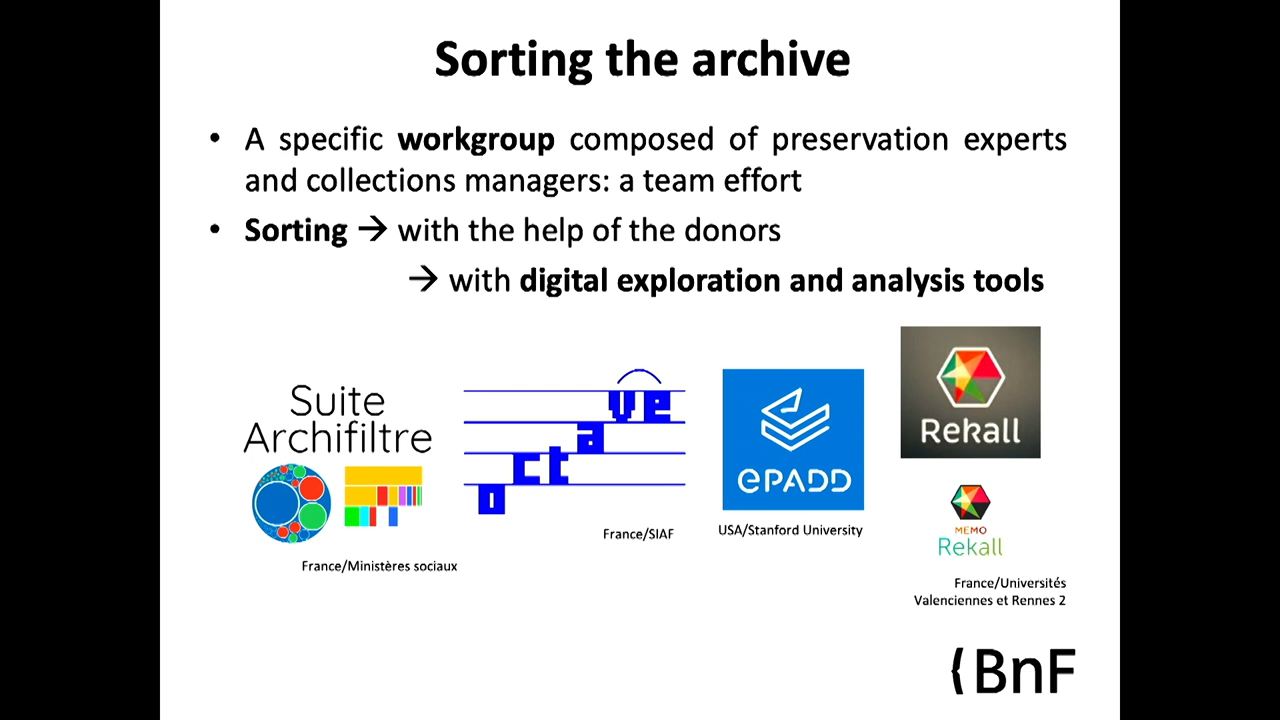 Sorting the archive
• A specific workgroup composed of preservation experts
and collections managers: a team effort
• Sorting → with the help of the donors
→ with digital exploration and analysis tools
Suite
Archifiltre
France/Ministères sociaux
octave
France/SIAF
ePADD
USA/Stanford University
Rekall
MEMO
Rekall
France/Universités
Valenciennes et Rennes 2
{BnF